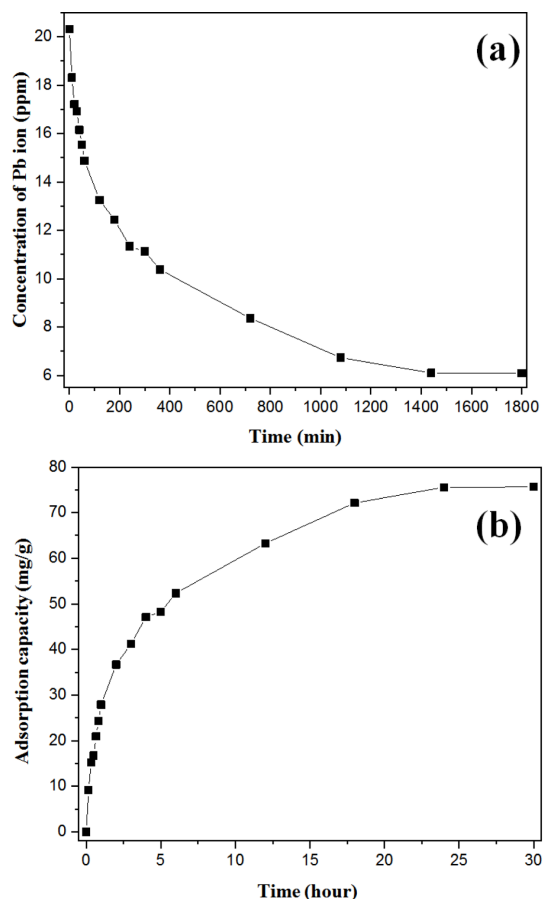 (a)
Concentration of Pb ion (ppm)
20
18
16
14
12
10
8
6
0 200 400 600 800 1000 1200 1400 1600 1800
Time (min)
(b)
Adsorption capacity (mg/g)
80
70
60
50
40
30
20
10
0
0 5 10 15 20 25 30
Time (hour)